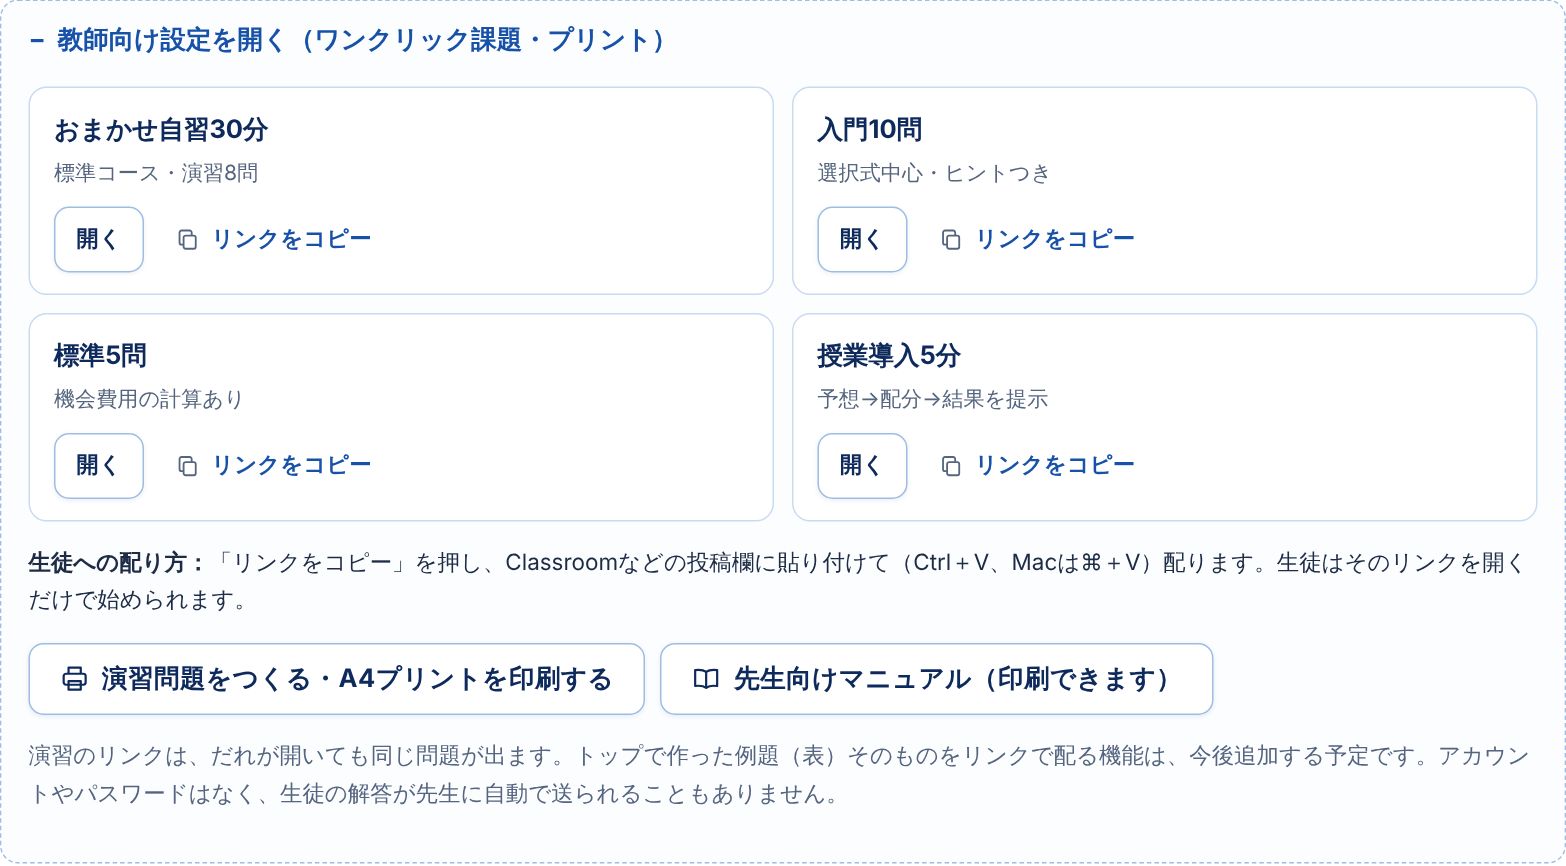 − 教師向け設定を開く（ワンクリック課題・プリント）
おまかせ自習30分
標準コース・演習8問
開く リンクをコピー
入門10問
選択式中心・ヒントつき
開く リンクをコピー
標準5問
機会費用の計算あり
開く リンクをコピー
授業導入5分
予想→配分→結果を提示
開く リンクをコピー
生徒への配り方：「リンクをコピー」を押し、Classroomなどの投稿欄に貼り付けて（Ctrl＋V、Macは⌘＋V）配ります。生徒はそのリンクを開く
だけで始められます。
演習問題をつくる・A4プリントを印刷する
先生向けマニュアル（印刷できます）
演習のリンクは、だれが開いても同じ問題が出ます。トップで作った例題（表）そのものをリンクで配る機能は、今後追加する予定です。アカウン
トやパスワードはなく、生徒の解答が先生に自動で送られることもありません。